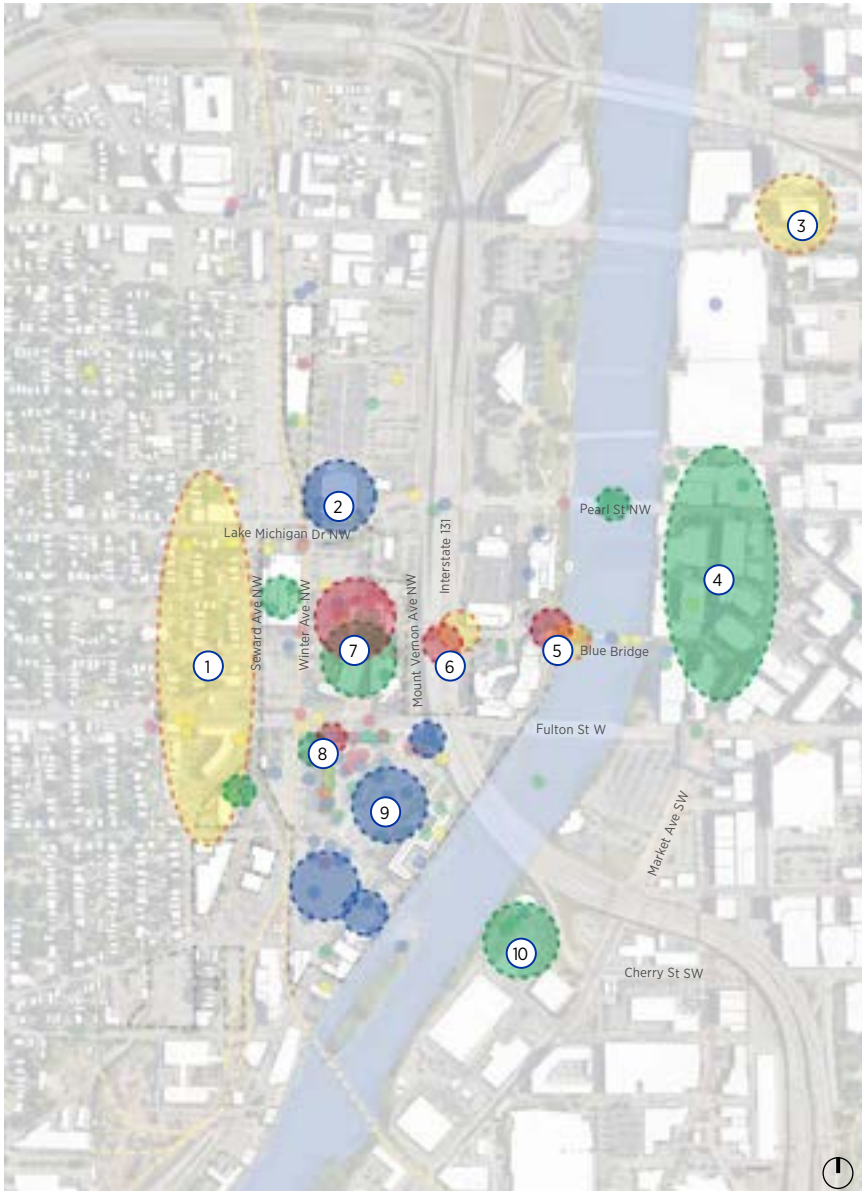 3
2
Pearl St NW
Lake Michigan Dr NW
Interstate 131
4
Seward Ave NW
Winter Ave NW
Mount Vernon Ave NW
7
5
Blue Bridge
1
6
Fulton St W
8
9
Market Ave SW
10
Cherry St SW